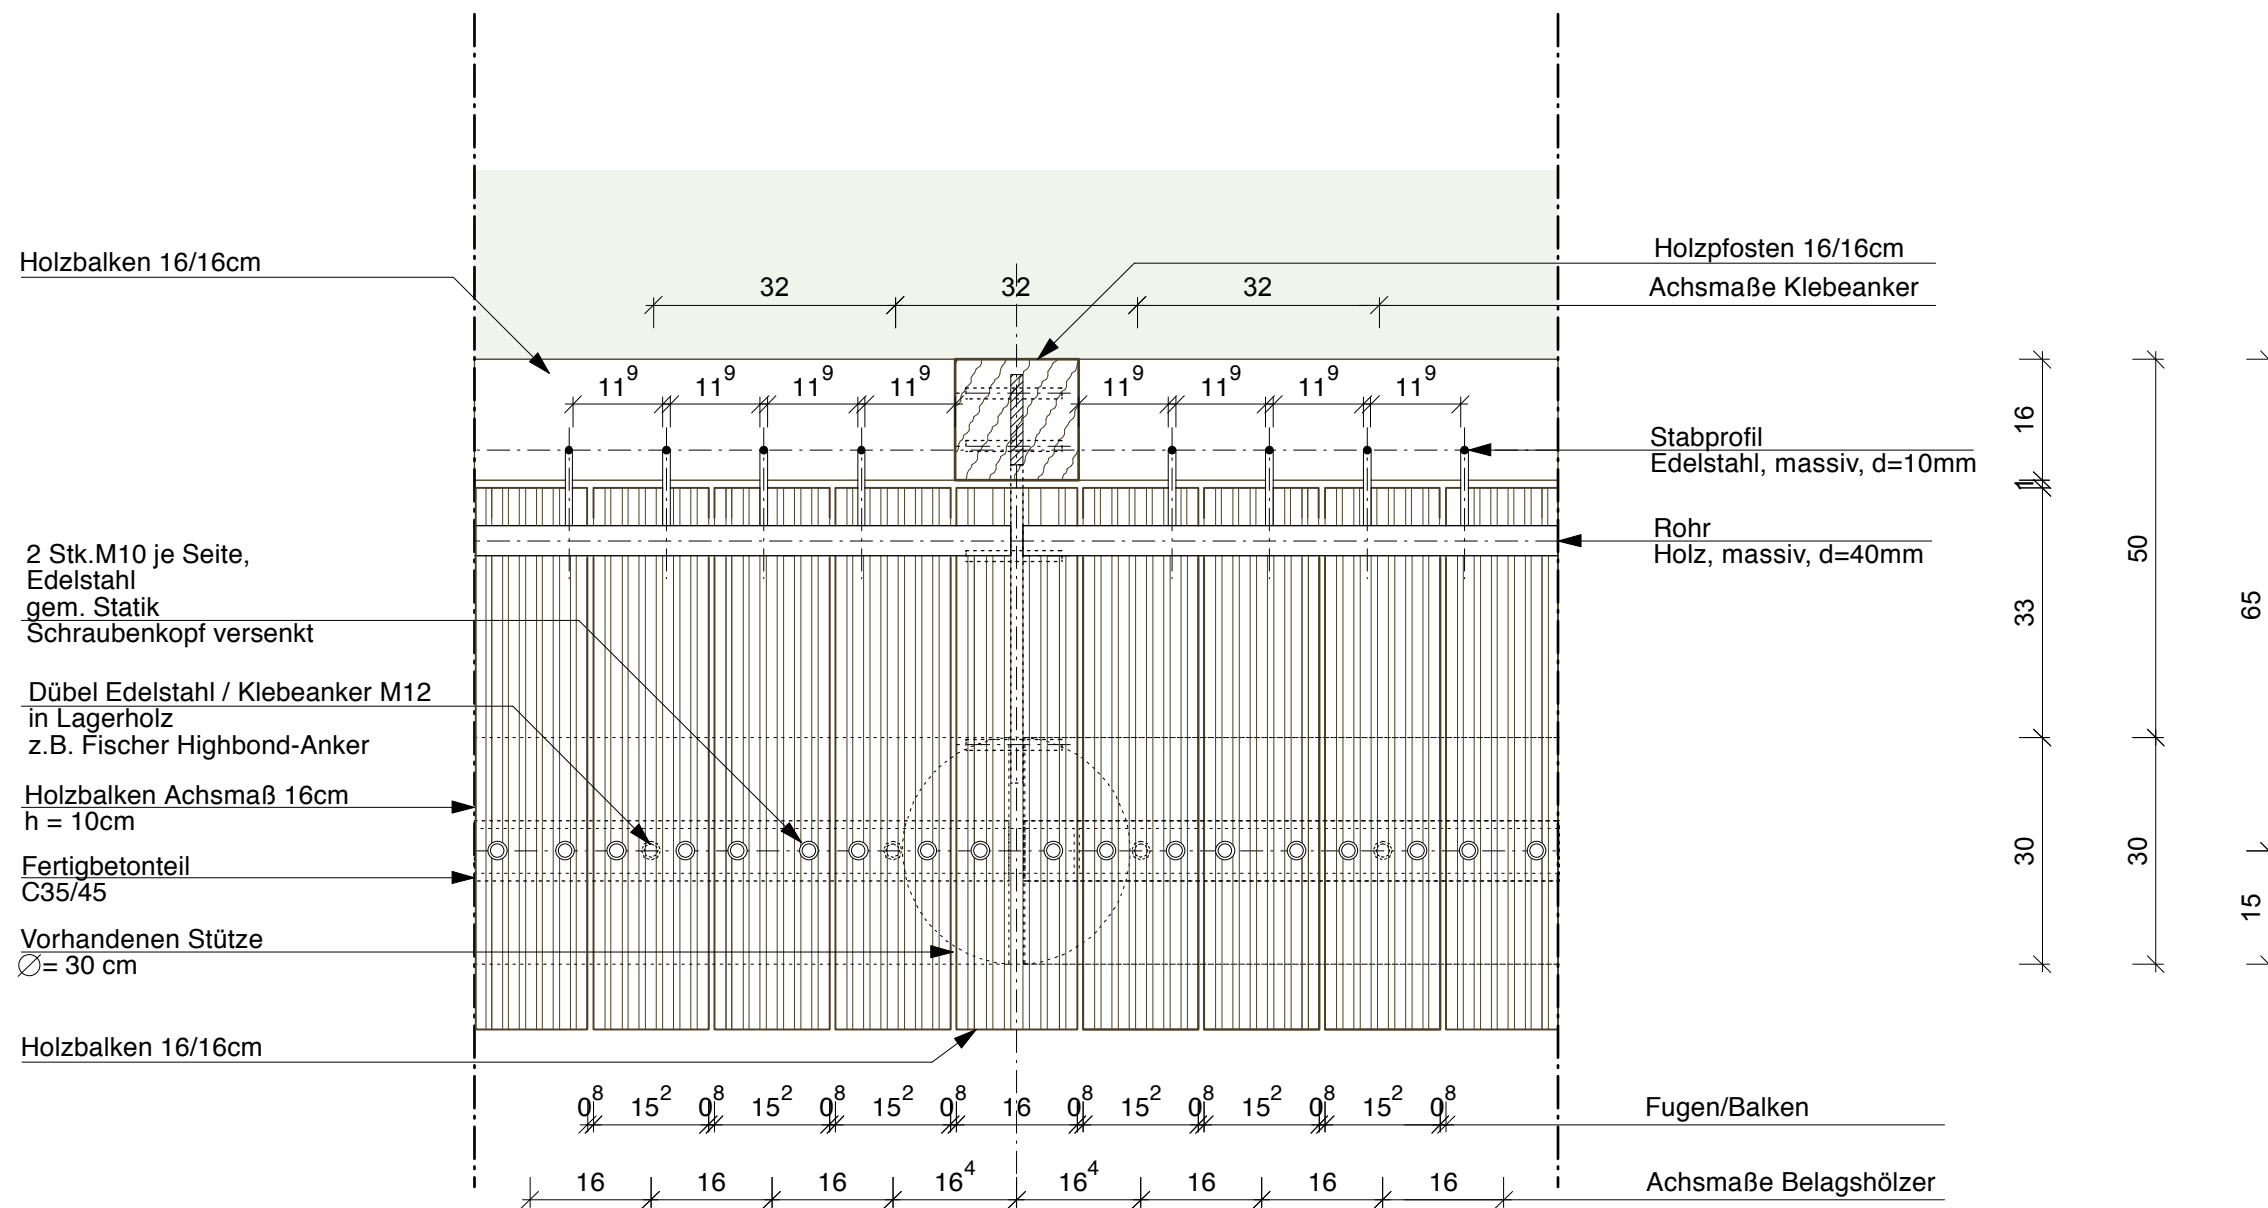 Holzbalken 16/16cm
Holzpfosten 16/16cm
32 32 32 Achsmaße Klebeanker
11⁹ 11⁹ 11⁹ 11⁹ 11⁹ 11⁹ 11⁹ 11⁹
16
Stabprofil
Edelstahl, massiv, d=10mm
1
Rohr
Holz, massiv, d=40mm
2 Stk.M10 je Seite,
Edelstahl
gem. Statik
Schraubenkopf versenkt
33
50
65
Dübel Edelstahl / Klebeanker M12
in Lagerholz
z.B. Fischer Highbond-Anker
Holzbalken Achsmaß 16cm
h = 10cm
Fertigbetonteil
C35/45
30
30
15
Vorhandenen Stütze
∅= 30 cm
Holzbalken 16/16cm
0⁸ 15² 0⁸ 15² 0⁸ 15² 0⁸ 16 0⁸ 15² 0⁸ 15² 0⁸ 15² 0⁸ Fugen/Balken
16 16 16 16⁴ 16⁴ 16 16 16 Achsmaße Belagshölzer